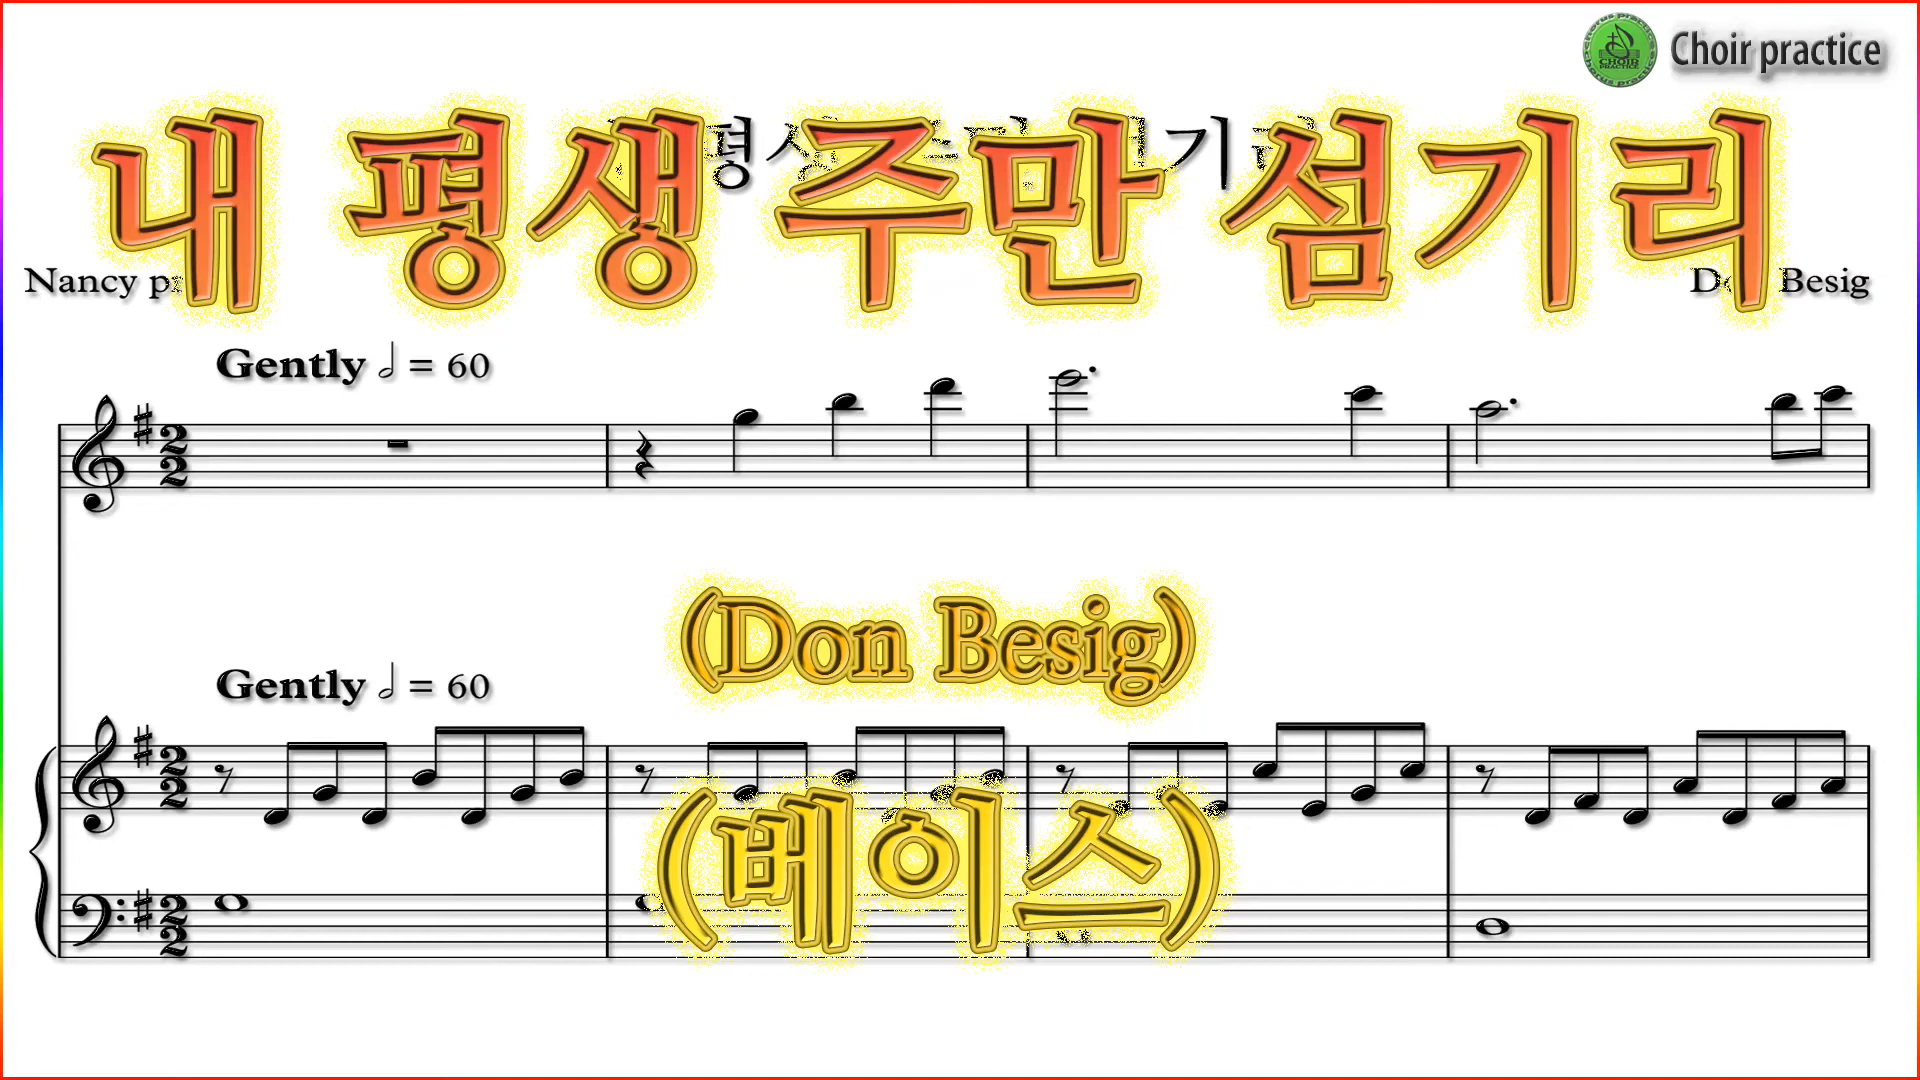 Choir practice
내 평생 주만 섬기리
Nancy
Besig
Gently = 60
(Don Besig)
Gently = 60
(베이스)